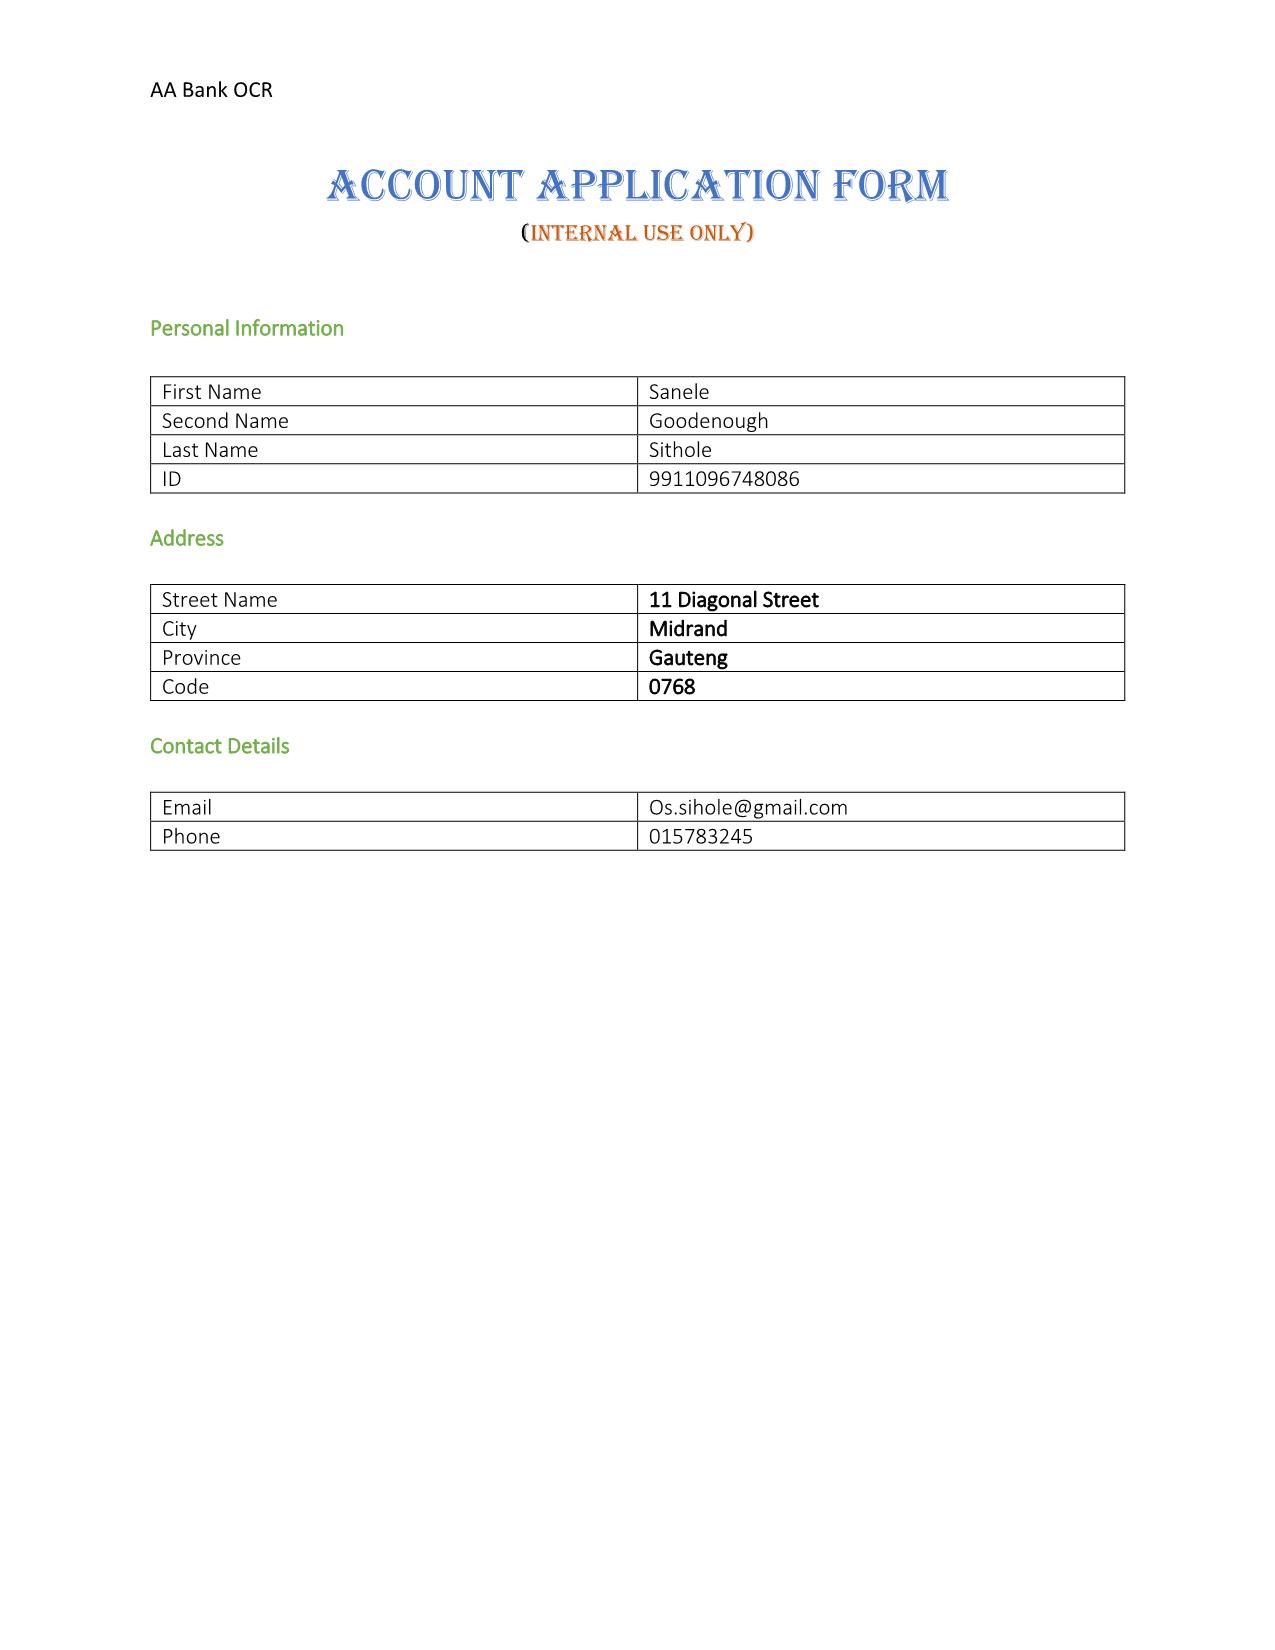 AA Bank OCR
ACCOUNT APPLICATION FORM
(INTERNAL USE ONLY)
Personal Information
First Name Sanele
Second Name Goodenough
Last Name Sithole
ID 9911096748086
Address
Street Name 11 Diagonal Street
City Midrand
Province Gauteng
Code 0768
Contact Details
Email Os.sihole@gmail.com
Phone 015783245